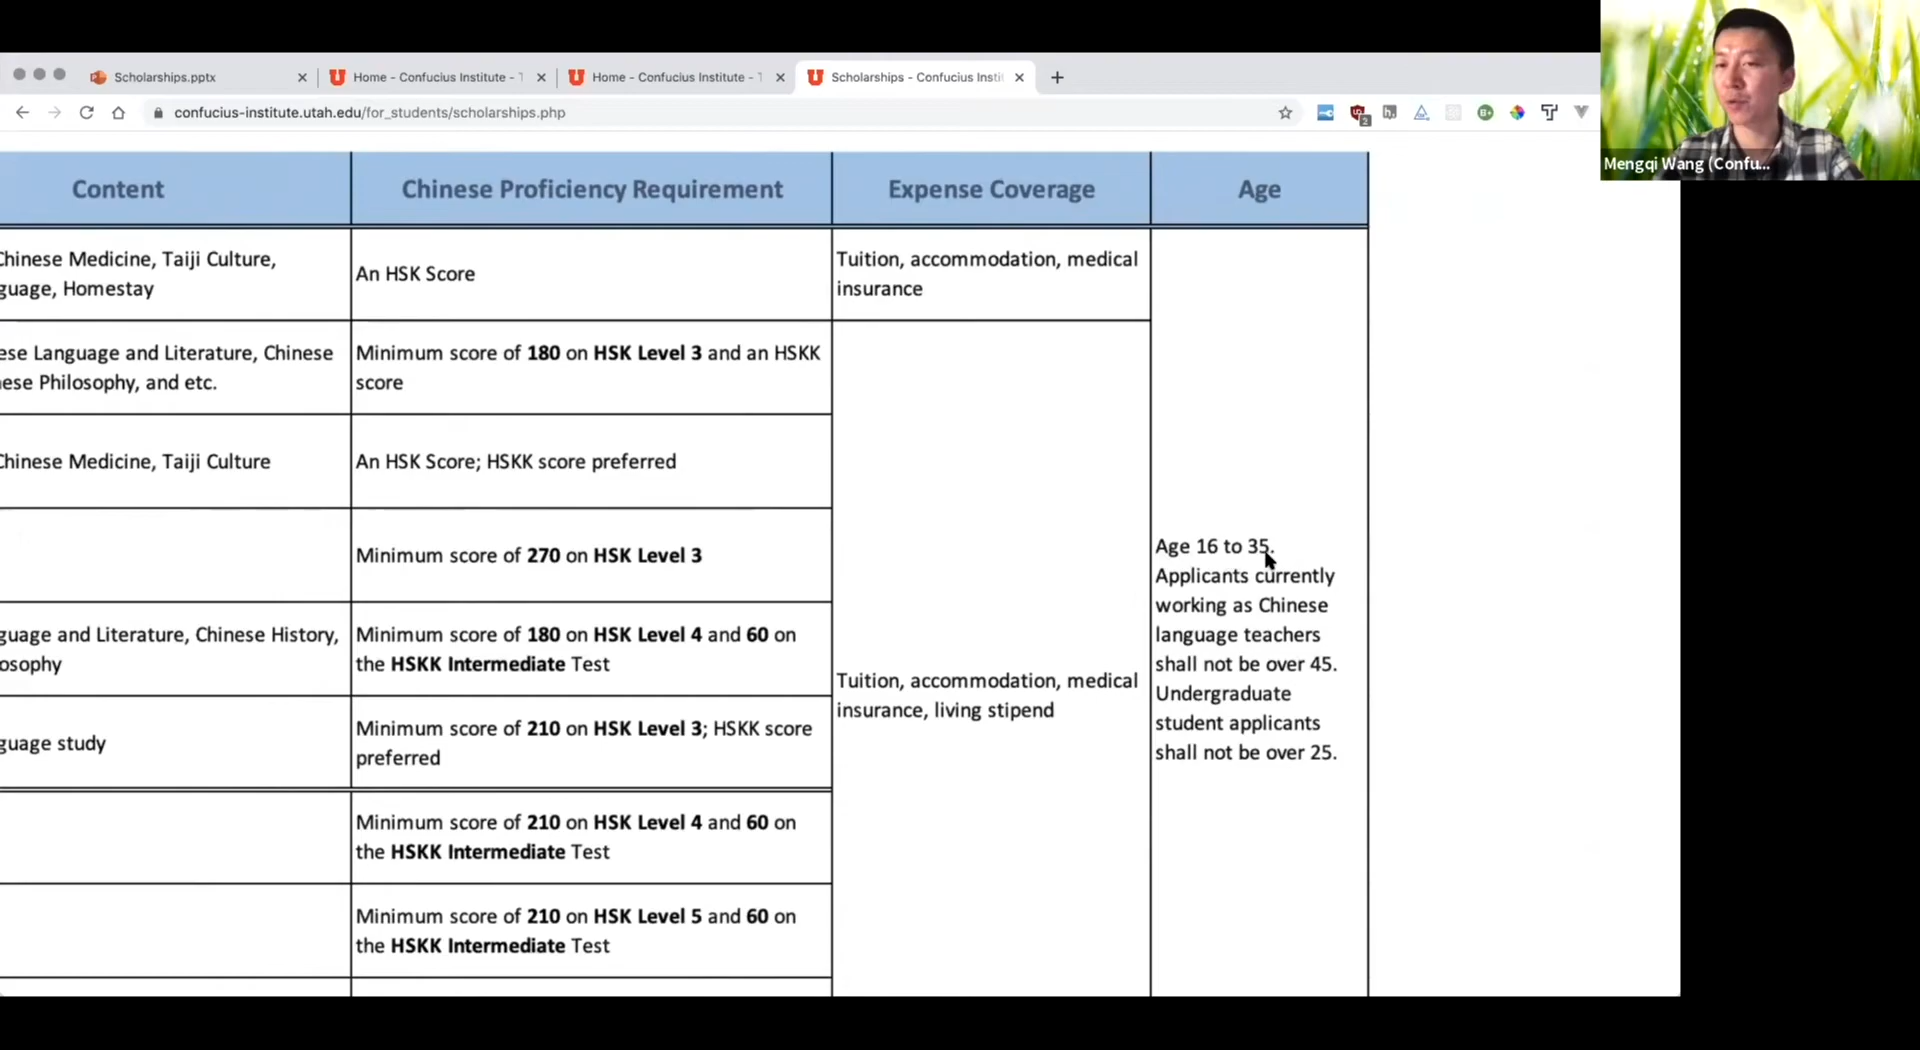 Scholarships.pptx
Home - Confucius Institute - T
Home - Confucius Institute - T
Scholarships - Confucius Insti
confucius-institute.utah.edu/for_students/scholarships.php
Mengqi Wang (Confu...
Content
Chinese Proficiency Requirement
Expense Coverage
Age
Chinese Medicine, Taiji Culture,
guage, Homestay
An HSK Score
Tuition, accommodation, medical
insurance
ese Language and Literature, Chinese
nese Philosophy, and etc.
Minimum score of 180 on HSK Level 3 and an HSKK
score
Chinese Medicine, Taiji Culture
An HSK Score; HSKK score preferred
Minimum score of 270 on HSK Level 3
guage and Literature, Chinese History,
osophy
Minimum score of 180 on HSK Level 4 and 60 on
the HSKK Intermediate Test
guage study
Minimum score of 210 on HSK Level 3; HSKK score
preferred
Minimum score of 210 on HSK Level 4 and 60 on
the HSKK Intermediate Test
Minimum score of 210 on HSK Level 5 and 60 on
the HSKK Intermediate Test
Tuition, accommodation, medical
insurance, living stipend
Age 16 to 35.
Applicants currently
working as Chinese
language teachers
shall not be over 45.
Undergraduate
student applicants
shall not be over 25.